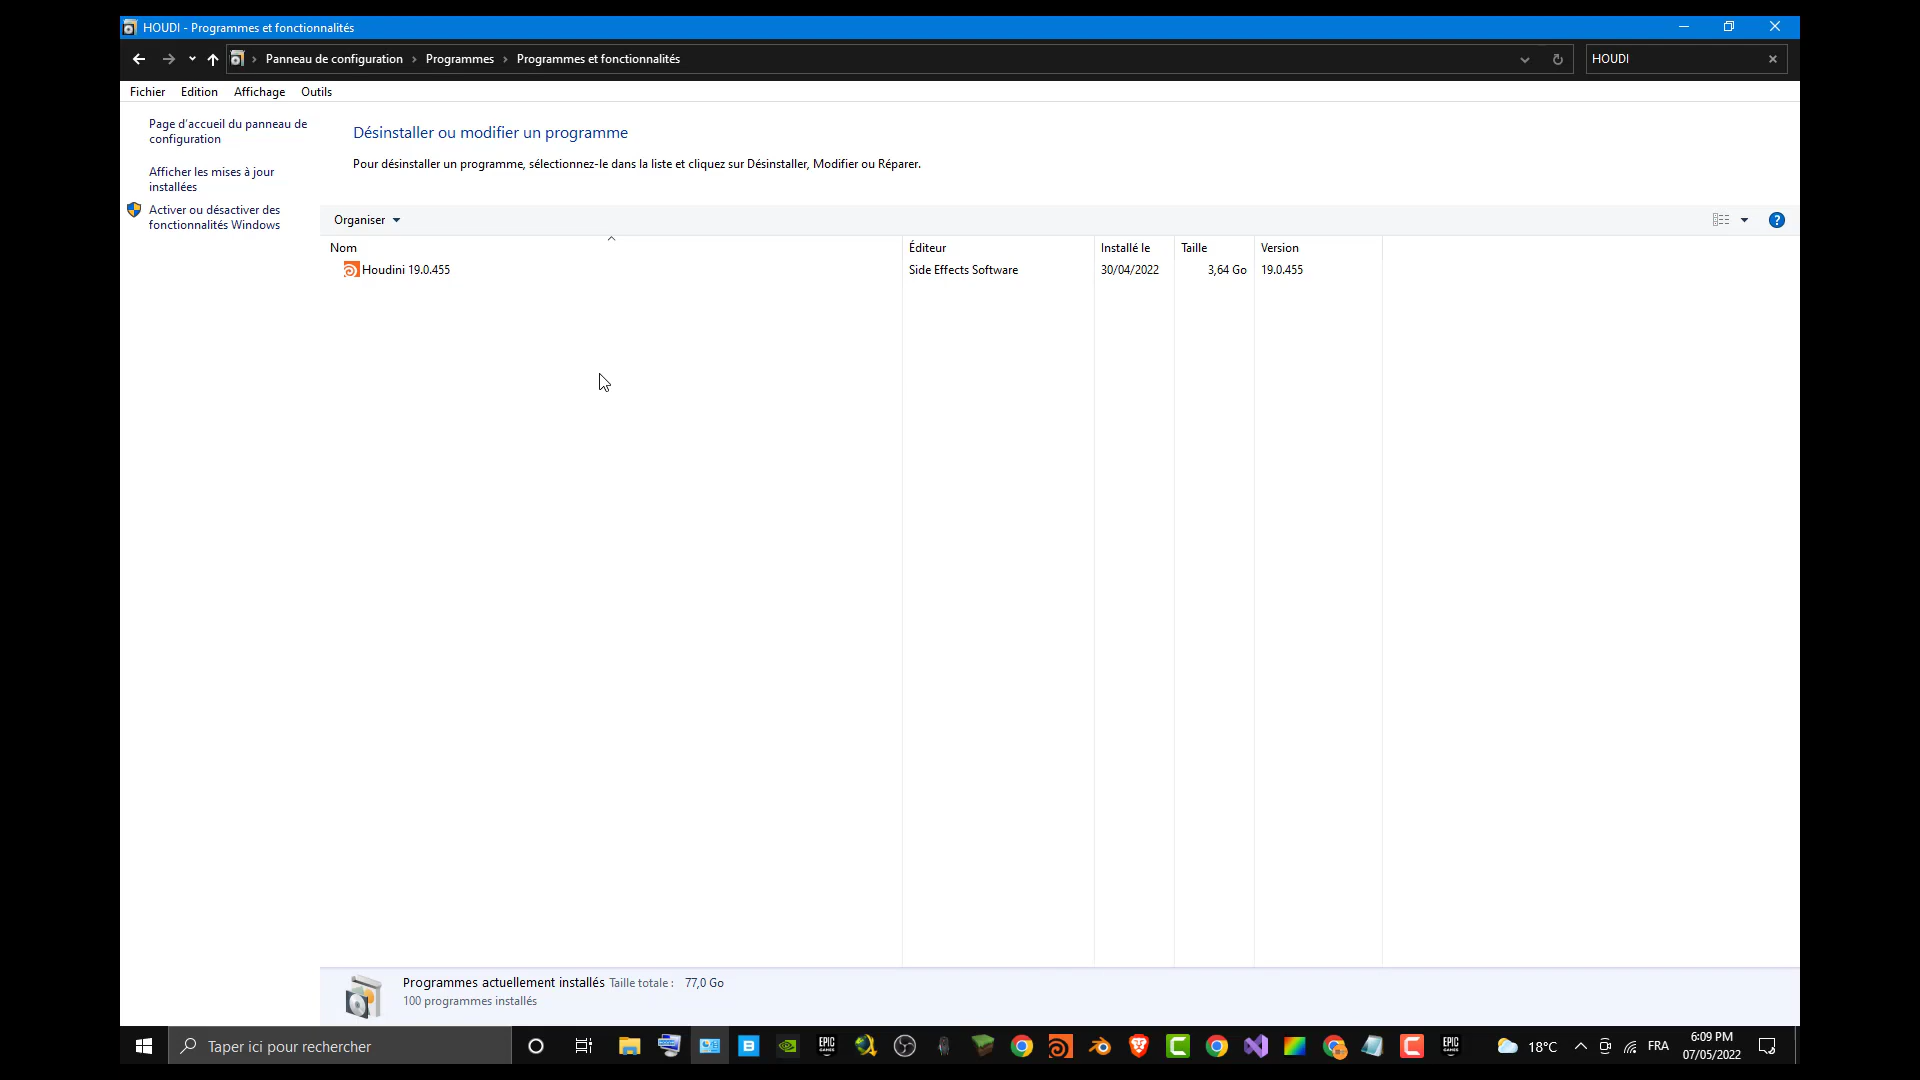 HOUDI - Programmes et fonctionnalités
Panneau de configuration › Programmes › Programmes et fonctionnalités
HOUDI
Fichier Edition Affichage Outils
Page d'accueil du panneau de
configuration
Afficher les mises à jour
installées
Activer ou désactiver des
fonctionnalités Windows
Désinstaller ou modifier un programme
Pour désinstaller un programme, sélectionnez-le dans la liste et cliquez sur Désinstaller, Modifier ou Réparer.
Organiser
Nom Éditeur Installé le Taille Version
Houdini 19.0.455 Side Effects Software 30/04/2022 3,64 Go 19.0.455
Programmes actuellement installés Taille totale : 77,0 Go
100 programmes installés
Taper ici pour rechercher
EPIC
GAMES
EPIC
GAMES
18°C
FRA
6:09 PM
07/05/2022